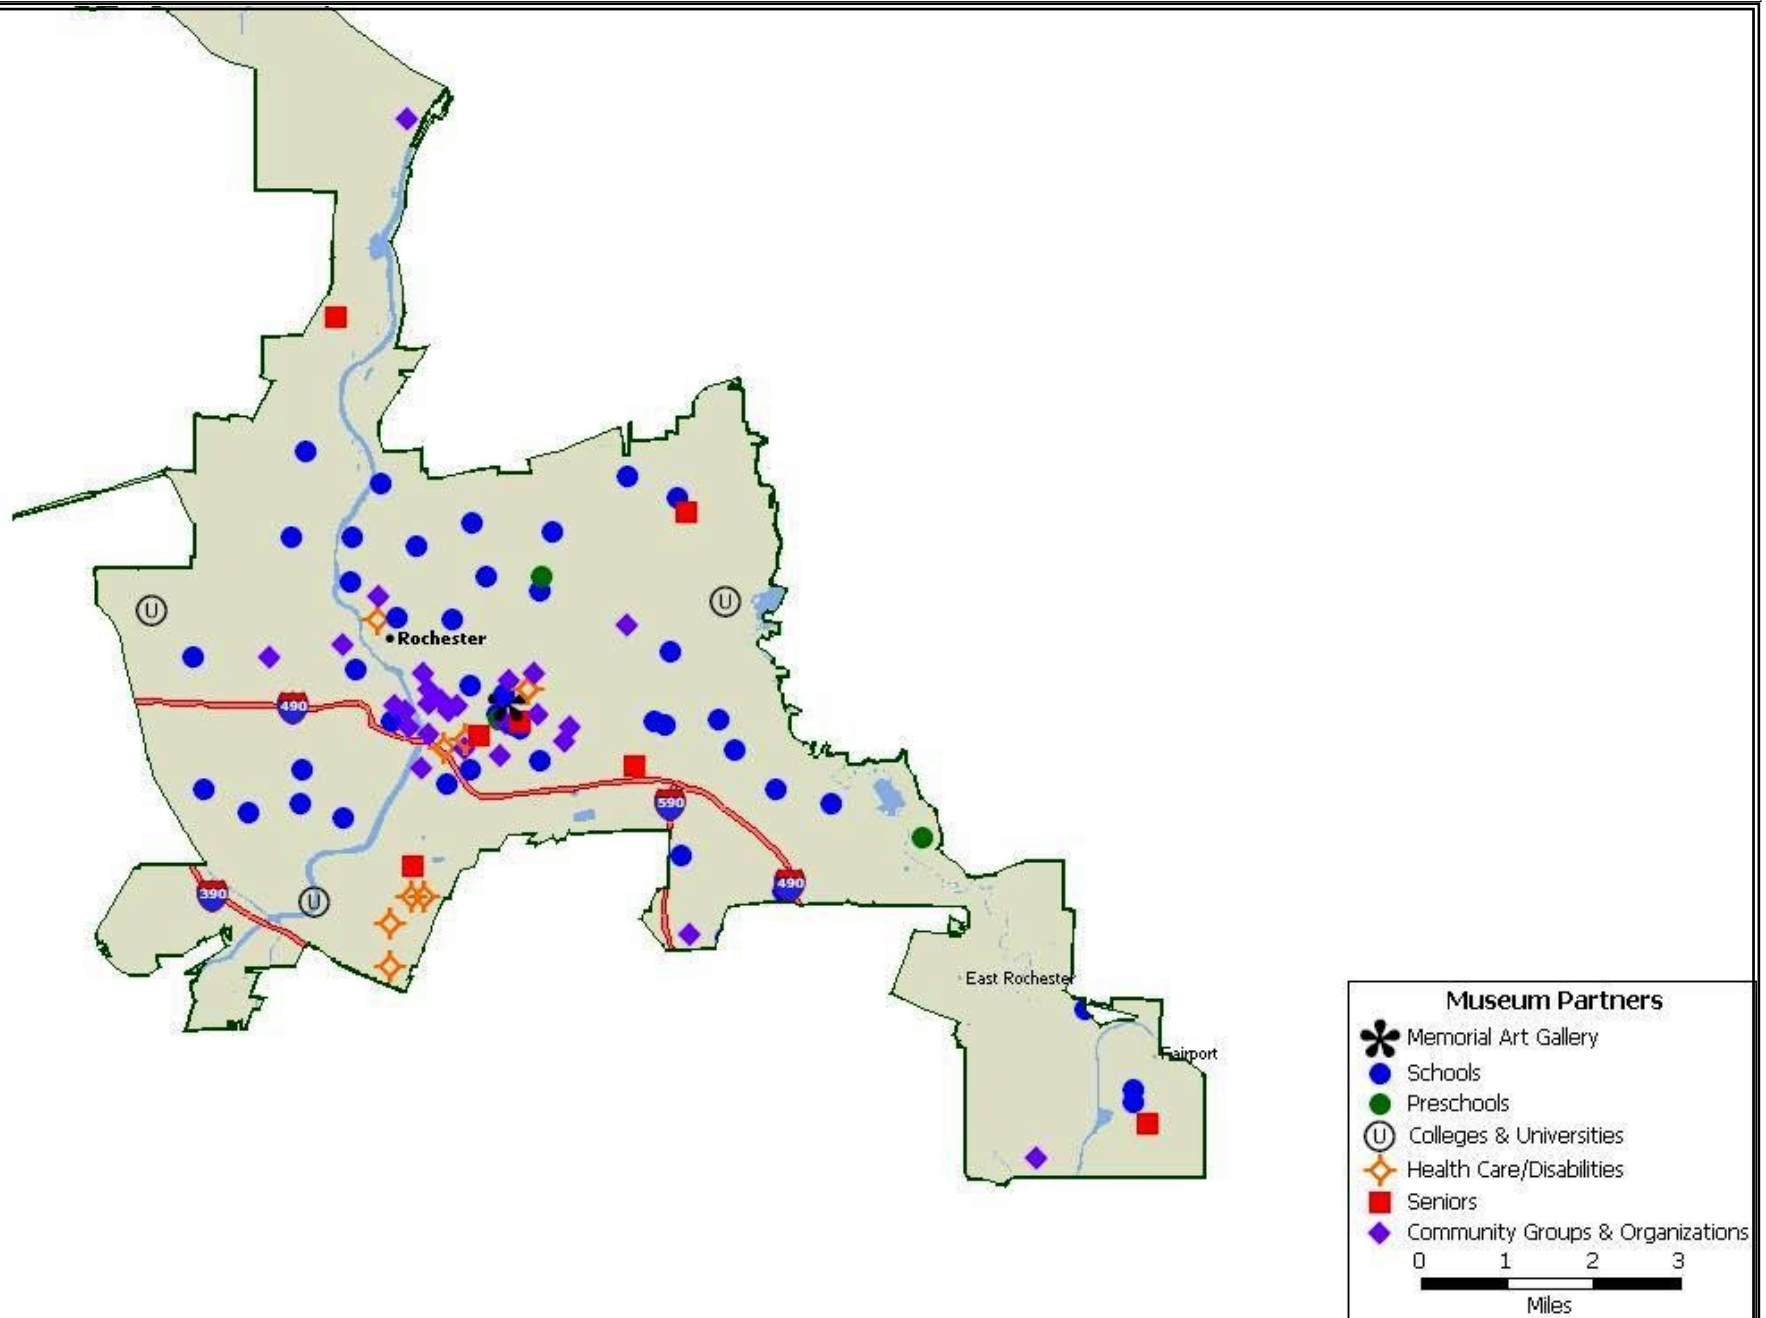 U
U
Rochester
490
590
490
390
U
East Rochester
Fairport
Museum Partners
Memorial Art Gallery
Schools
Preschools
U Colleges & Universities
Health Care/Disabilities
Seniors
Community Groups & Organizations
0 1 2 3
Miles